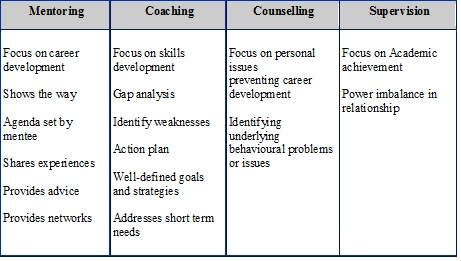 Mentoring
Coaching
Counselling
Supervision
Focus on career
development
Shows the way
Agenda set by
mentee
Shares experiences
Provides advice
Provides networks
Focus on skills
development
Gap analysis
Identify weaknesses
Action plan
Well-defined goals
and strategies
Addresses short term
needs
Focus on personal
issues
preventing career
development
Identifying
underlying
behavioural problems
or issues
Focus on Academic
achievement
Power imbalance in
relationship